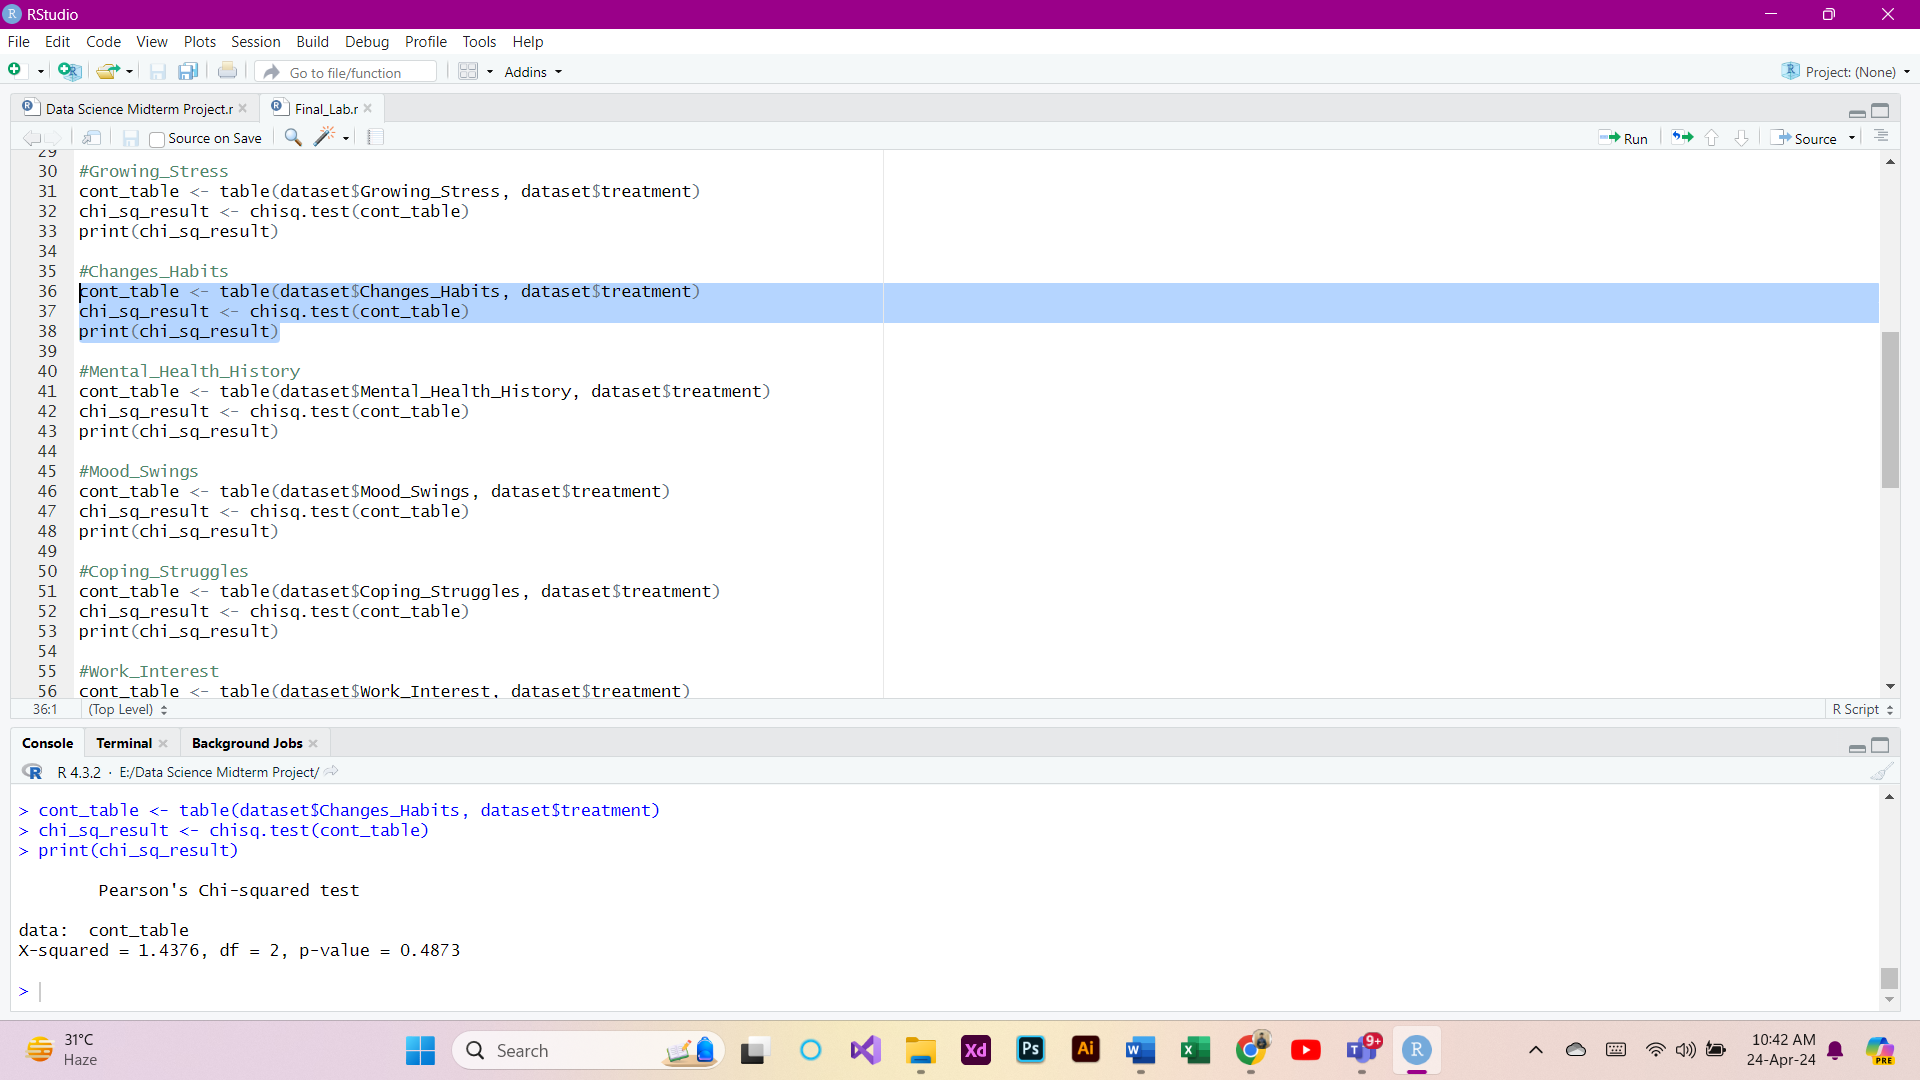 RStudio
File Edit Code View Plots Session Build Debug Profile Tools Help
Go to file/function Addins Project: (None)
Data Science Midterm Project.r Final_Lab.r
Source on Save Run Source
29
30 #Growing_Stress
31 cont_table <- table(dataset$Growing_Stress, dataset$treatment)
32 chi_sq_result <- chisq.test(cont_table)
33 print(chi_sq_result)
34
35 #Changes_Habits
36 cont_table <- table(dataset$Changes_Habits, dataset$treatment)
37 chi_sq_result <- chisq.test(cont_table)
38 print(chi_sq_result)
39
40 #Mental_Health_History
41 cont_table <- table(dataset$Mental_Health_History, dataset$treatment)
42 chi_sq_result <- chisq.test(cont_table)
43 print(chi_sq_result)
44
45 #Mood_Swings
46 cont_table <- table(dataset$Mood_Swings, dataset$treatment)
47 chi_sq_result <- chisq.test(cont_table)
48 print(chi_sq_result)
49
50 #Coping_Struggles
51 cont_table <- table(dataset$Coping_Struggles, dataset$treatment)
52 chi_sq_result <- chisq.test(cont_table)
53 print(chi_sq_result)
54
55 #Work_Interest
56 cont_table <- table(dataset$Work_Interest, dataset$treatment)
36:1 (Top Level) R Script
Console Terminal Background Jobs
R 4.3.2 · E:/Data Science Midterm Project/
> cont_table <- table(dataset$Changes_Habits, dataset$treatment)
> chi_sq_result <- chisq.test(cont_table)
> print(chi_sq_result)
Pearson's Chi-squared test
data: cont_table
X-squared = 1.4376, df = 2, p-value = 0.4873
>
31°C
Haze
Search
Xd Ps Ai W X T 9+ R
10:42 AM
24-Apr-24
PRE